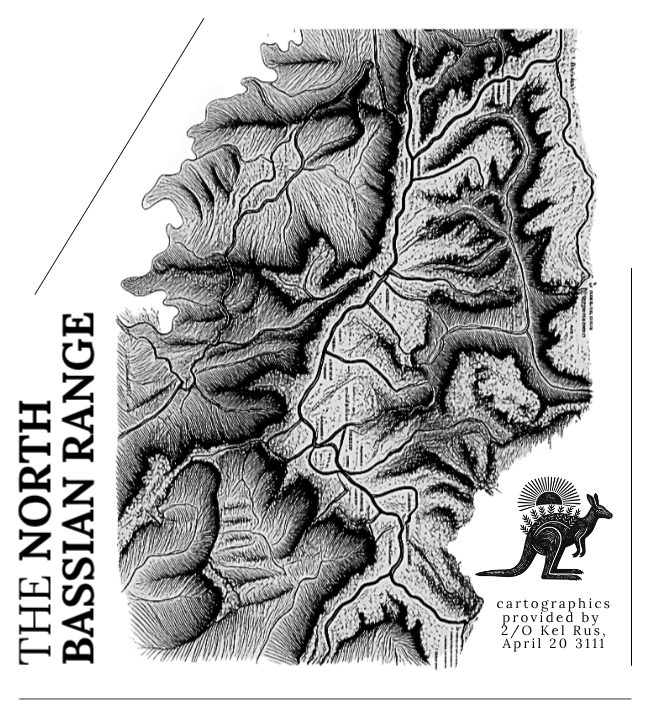 THE NORTH
BASSIAN RANGE
cartographics
provided by
2/O Kel Rus,
April 20 3111